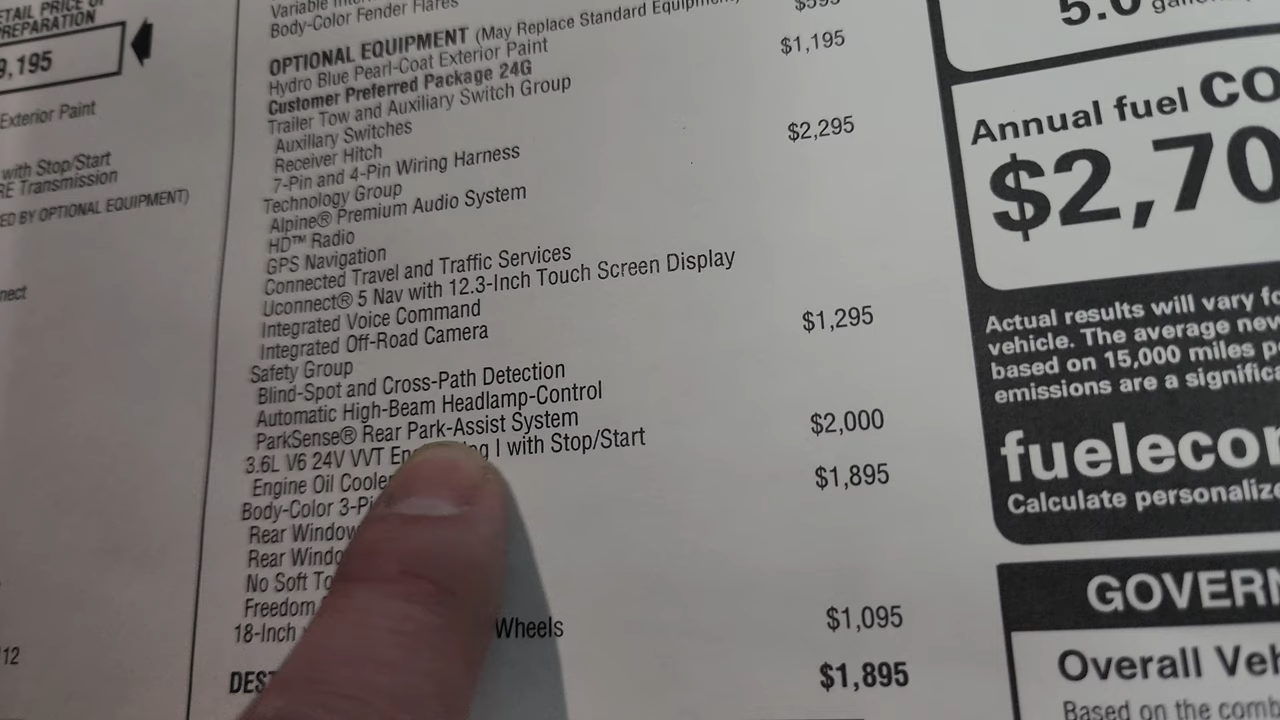 RETAIL PRICE OF
PREPARATION
9,195
Exterior Paint
with Stop/Start
Transmission
BY OPTIONAL EQUIPMENT)
12
Variable
Body-Color Fender Flares
$595
OPTIONAL EQUIPMENT (May Replace Standard Equipment)
Hydro Blue Pearl-Coat Exterior Paint
Customer Preferred Package 24G
Trailer Tow and Auxiliary Switch Group $1,195
Auxiliary Switches
Receiver Hitch
7-Pin and 4-Pin Wiring Harness
Technology Group $2,295
Alpine® Premium Audio System
HD™ Radio
GPS Navigation
Connected Travel and Traffic Services
Uconnect® 5 Nav with 12.3-Inch Touch Screen Display
Integrated Voice Command
Integrated Off-Road Camera
Safety Group $1,295
Blind-Spot and Cross-Path Detection
Automatic High-Beam Headlamp-Control
ParkSense® Rear Park-Assist System
3.6L V6 24V VVT I with Stop/Start $2,000
Engine Oil Cooler
Body-Color $1,895
Rear Window
Rear
No Soft
Freedom
18-Inch Wheels $1,095
$1,895
5.0
Annual fuel
$2,70
Actual results will vary
vehicle. The average new
based on 15,000 miles
emissions are a
Calculate
Overall
Based on the